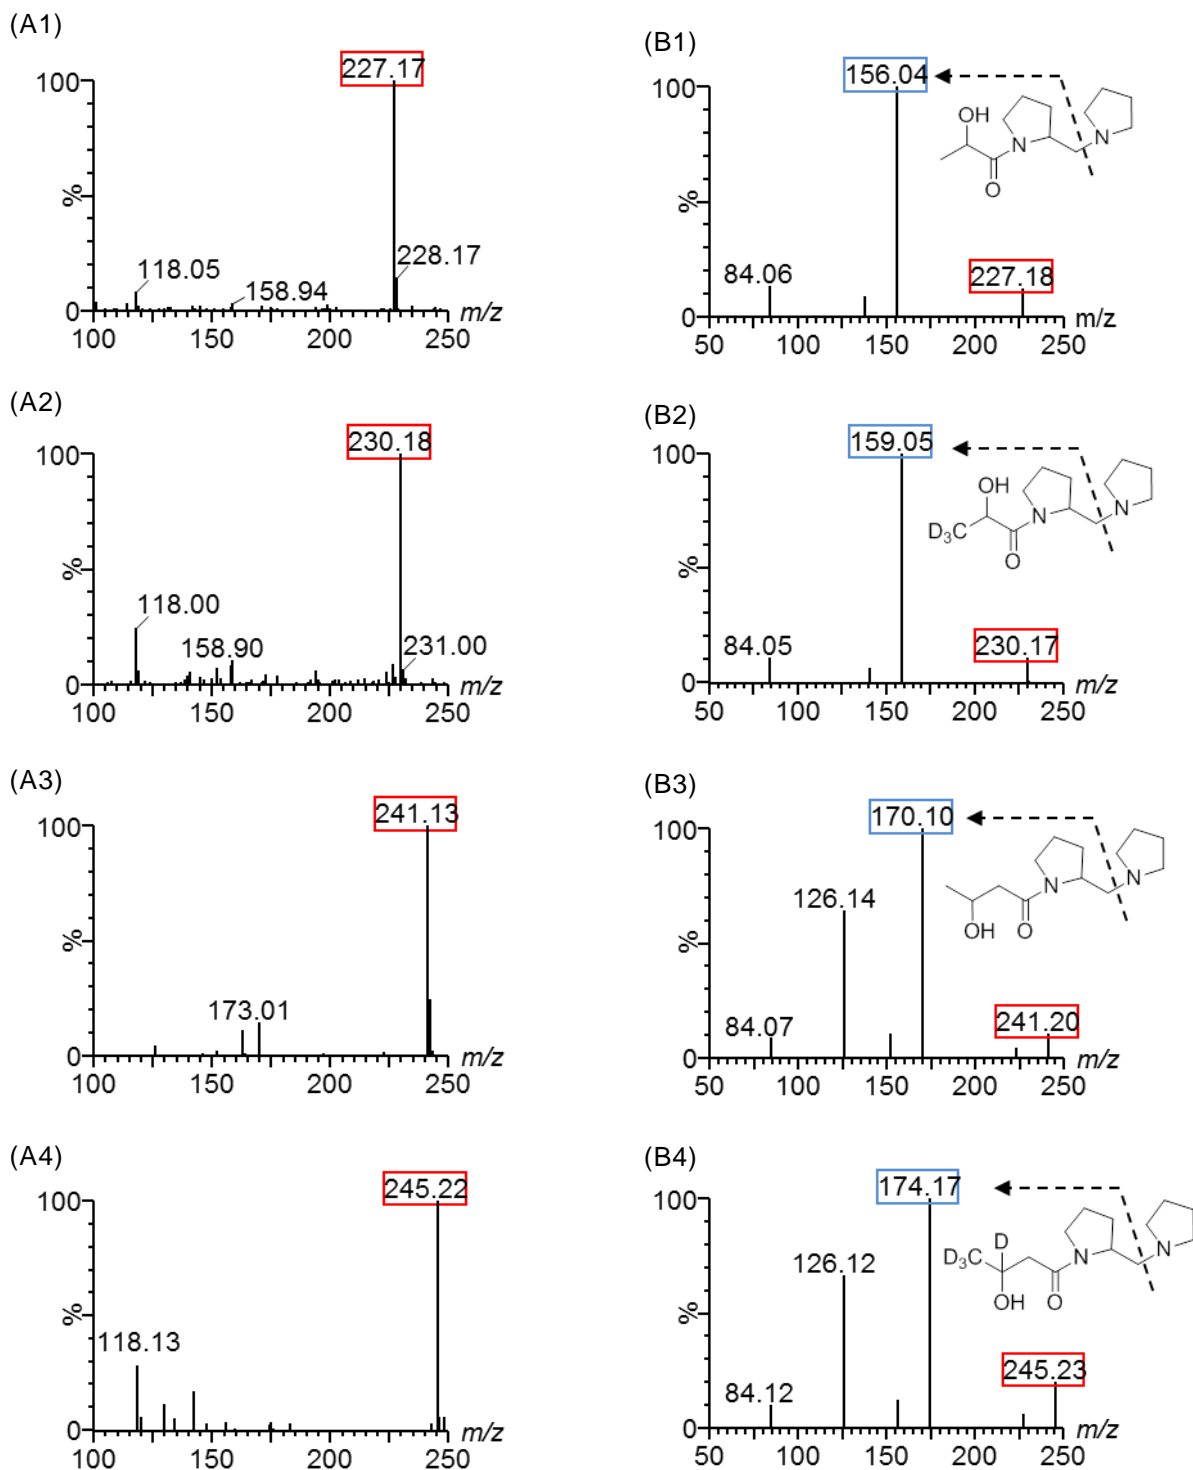 (A1)
227.17
100
%
228.17
118.05
158.94
0
m/z
100 150 200 250
(B1)
156.04
100
OH
N
N
O
%
84.06
227.18
0
m/z
50 100 150 200 250
(A2)
230.18
100
%
118.00
158.90
231.00
0
m/z
100 150 200 250
(B2)
159.05
100
OH
N
N
D3C
O
%
84.05
230.17
0
m/z
50 100 150 200 250
(A3)
241.13
100
%
173.01
0
m/z
100 150 200 250
(B3)
170.10
100
N
N
126.14
OH O
%
84.07
241.20
0
m/z
50 100 150 200 250
(A4)
245.22
100
%
118.13
0
m/z
100 150 200 250
(B4)
174.17
100
D
N
D3C
N
126.12
OH O
%
84.12
245.23
0
m/z
50 100 150 200 250